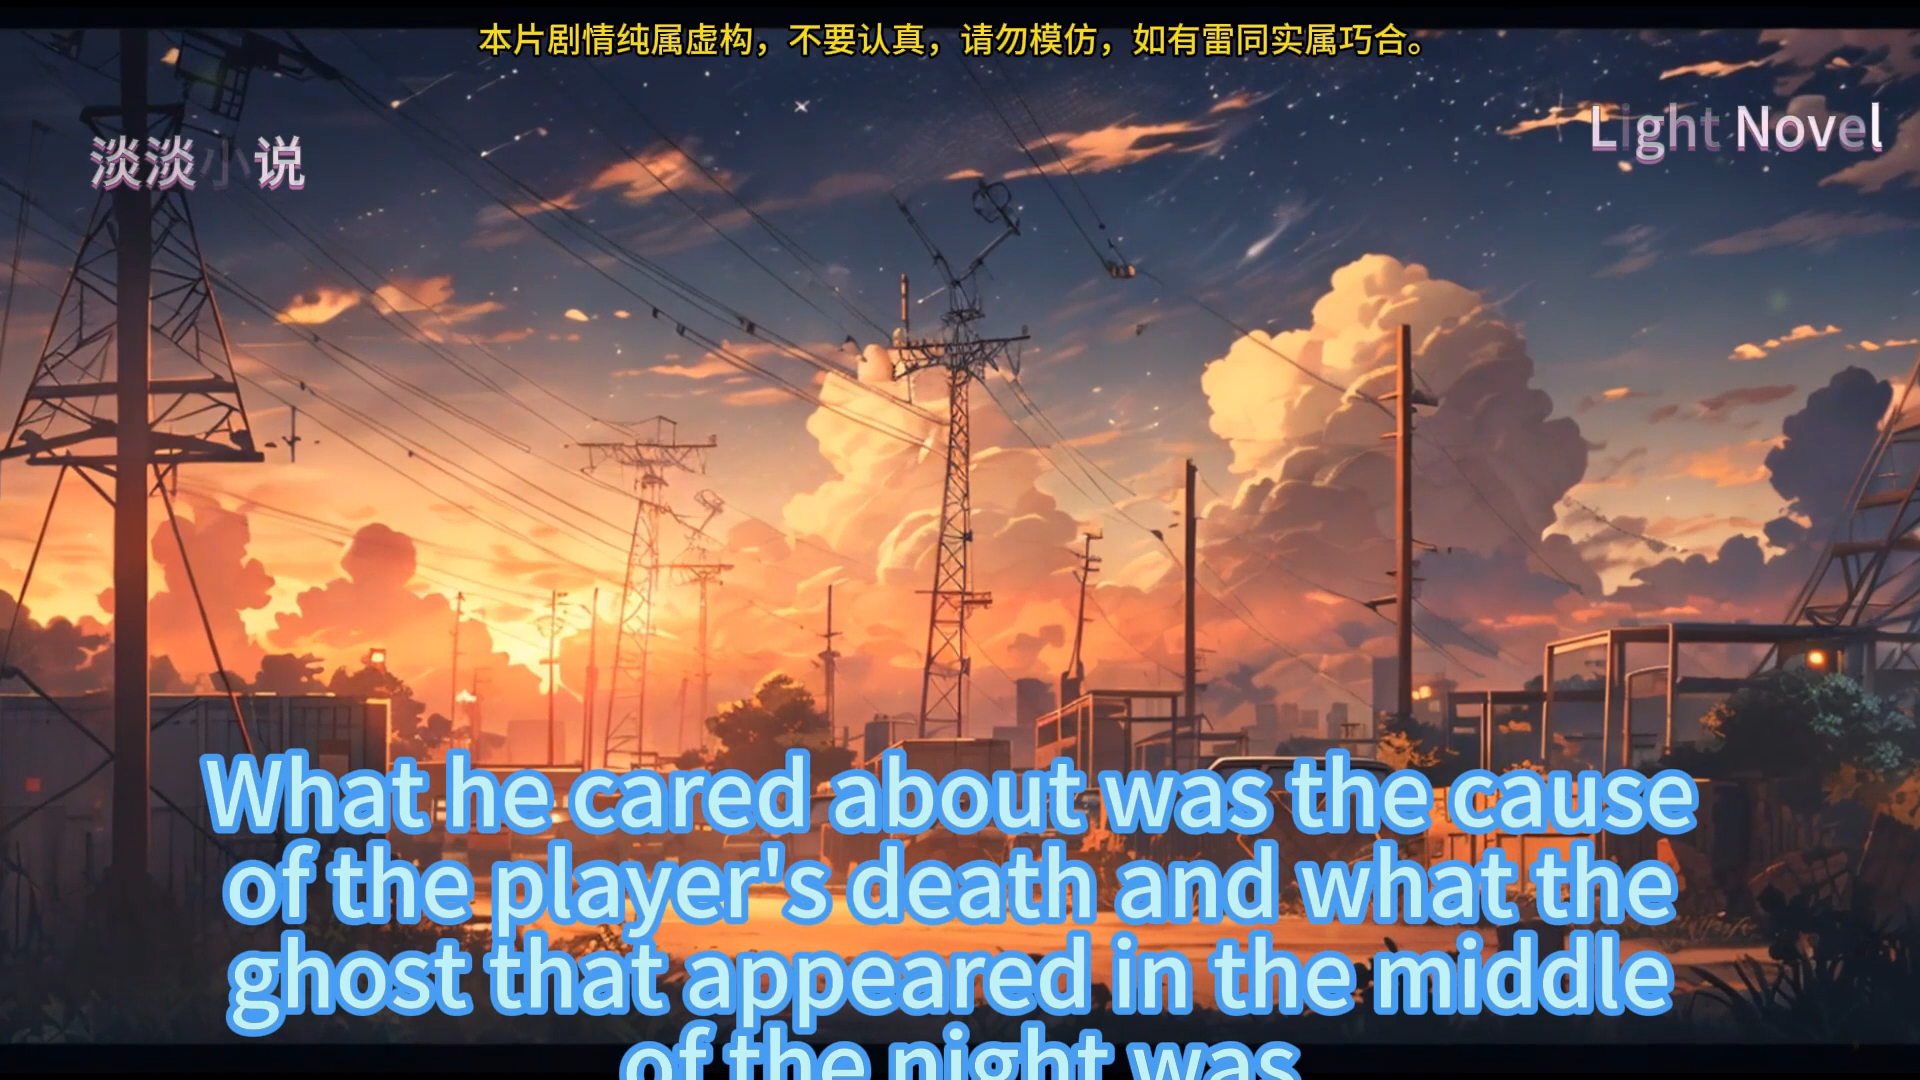 本片剧情纯属虚构，不要认真，请勿模仿，如有雷同实属巧合。
淡淡小说
Light Novel
What he cared about was the cause
of the player's death and what the
ghost that appeared in the middle
of the night was